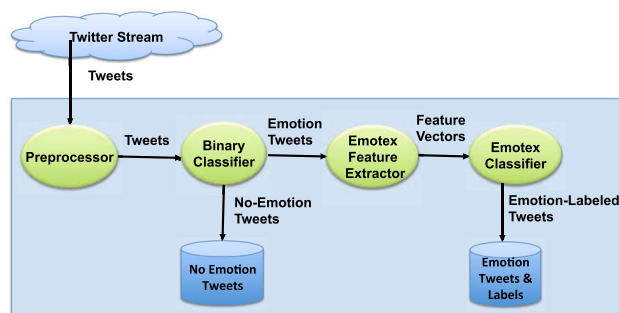 Twitter Stream
Tweets
Preprocessor
Tweets
Binary
Classifier
Emotion
Tweets
Emotex
Feature
Extractor
Feature
Vectors
Emotex
Classifier
No-Emotion
Tweets
Emotion-Labeled
Tweets
No Emotion
Tweets
Emotion
Tweets &
Labels